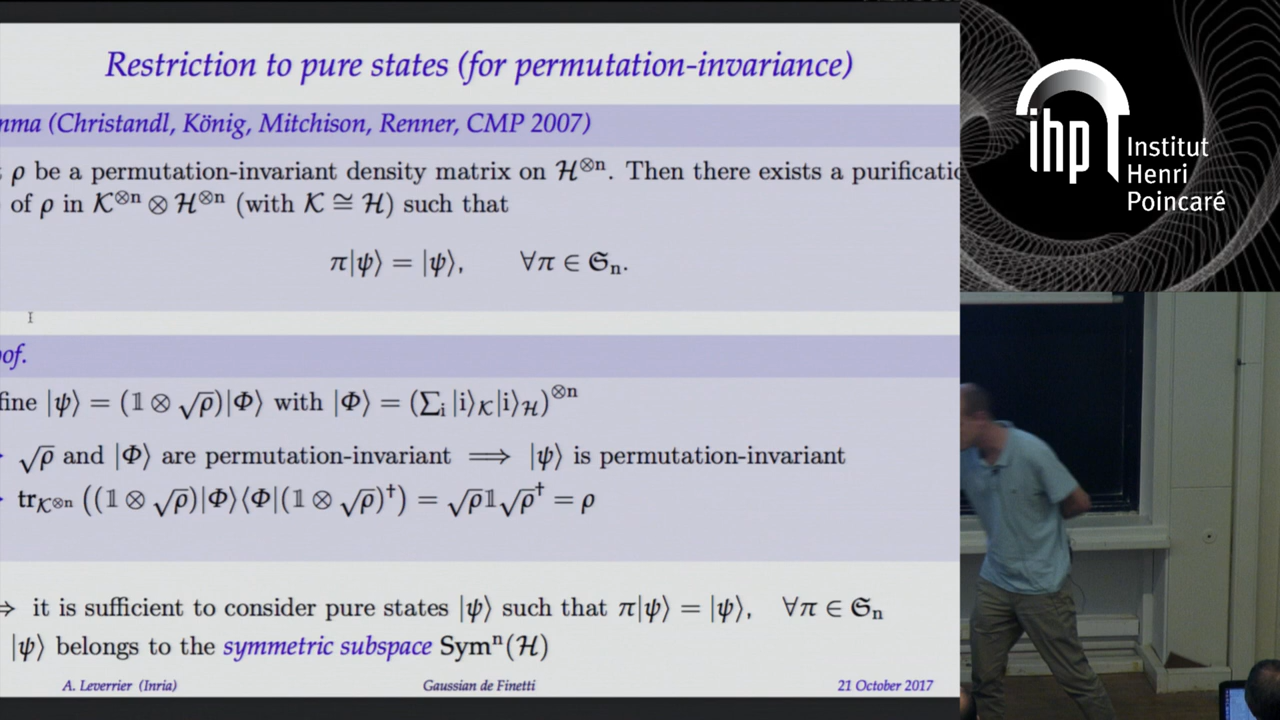 Restriction to pure states (for permutation-invariance)
mma (Christandl, König, Mitchison, Renner, CMP 2007)
ρ be a permutation-invariant density matrix on ℋ⊗n. Then there exists a purificatio
of ρ in 𝒦⊗n ⊗ ℋ⊗n (with 𝒦 ≅ ℋ) such that
π|ψ⟩ = |ψ⟩, ∀π ∈ 𝔖n.
of.
fine |ψ⟩ = (𝟙 ⊗ √ρ)|Φ⟩ with |Φ⟩ = (∑i |i⟩𝒦|i⟩ℋ)⊗n
√ρ and |Φ⟩ are permutation-invariant ⟹ |ψ⟩ is permutation-invariant
tr𝒦⊗n ((𝟙 ⊗ √ρ)|Φ⟩⟨Φ|(𝟙 ⊗ √ρ)†) = √ρ𝟙√ρ† = ρ
⇒ it is sufficient to consider pure states |ψ⟩ such that π|ψ⟩ = |ψ⟩, ∀π ∈ 𝔖n
|ψ⟩ belongs to the symmetric subspace Symn(ℋ)
A. Leverrier (Inria) Gaussian de Finetti 21 October 2017
ihp
Institut
Henri
Poincaré